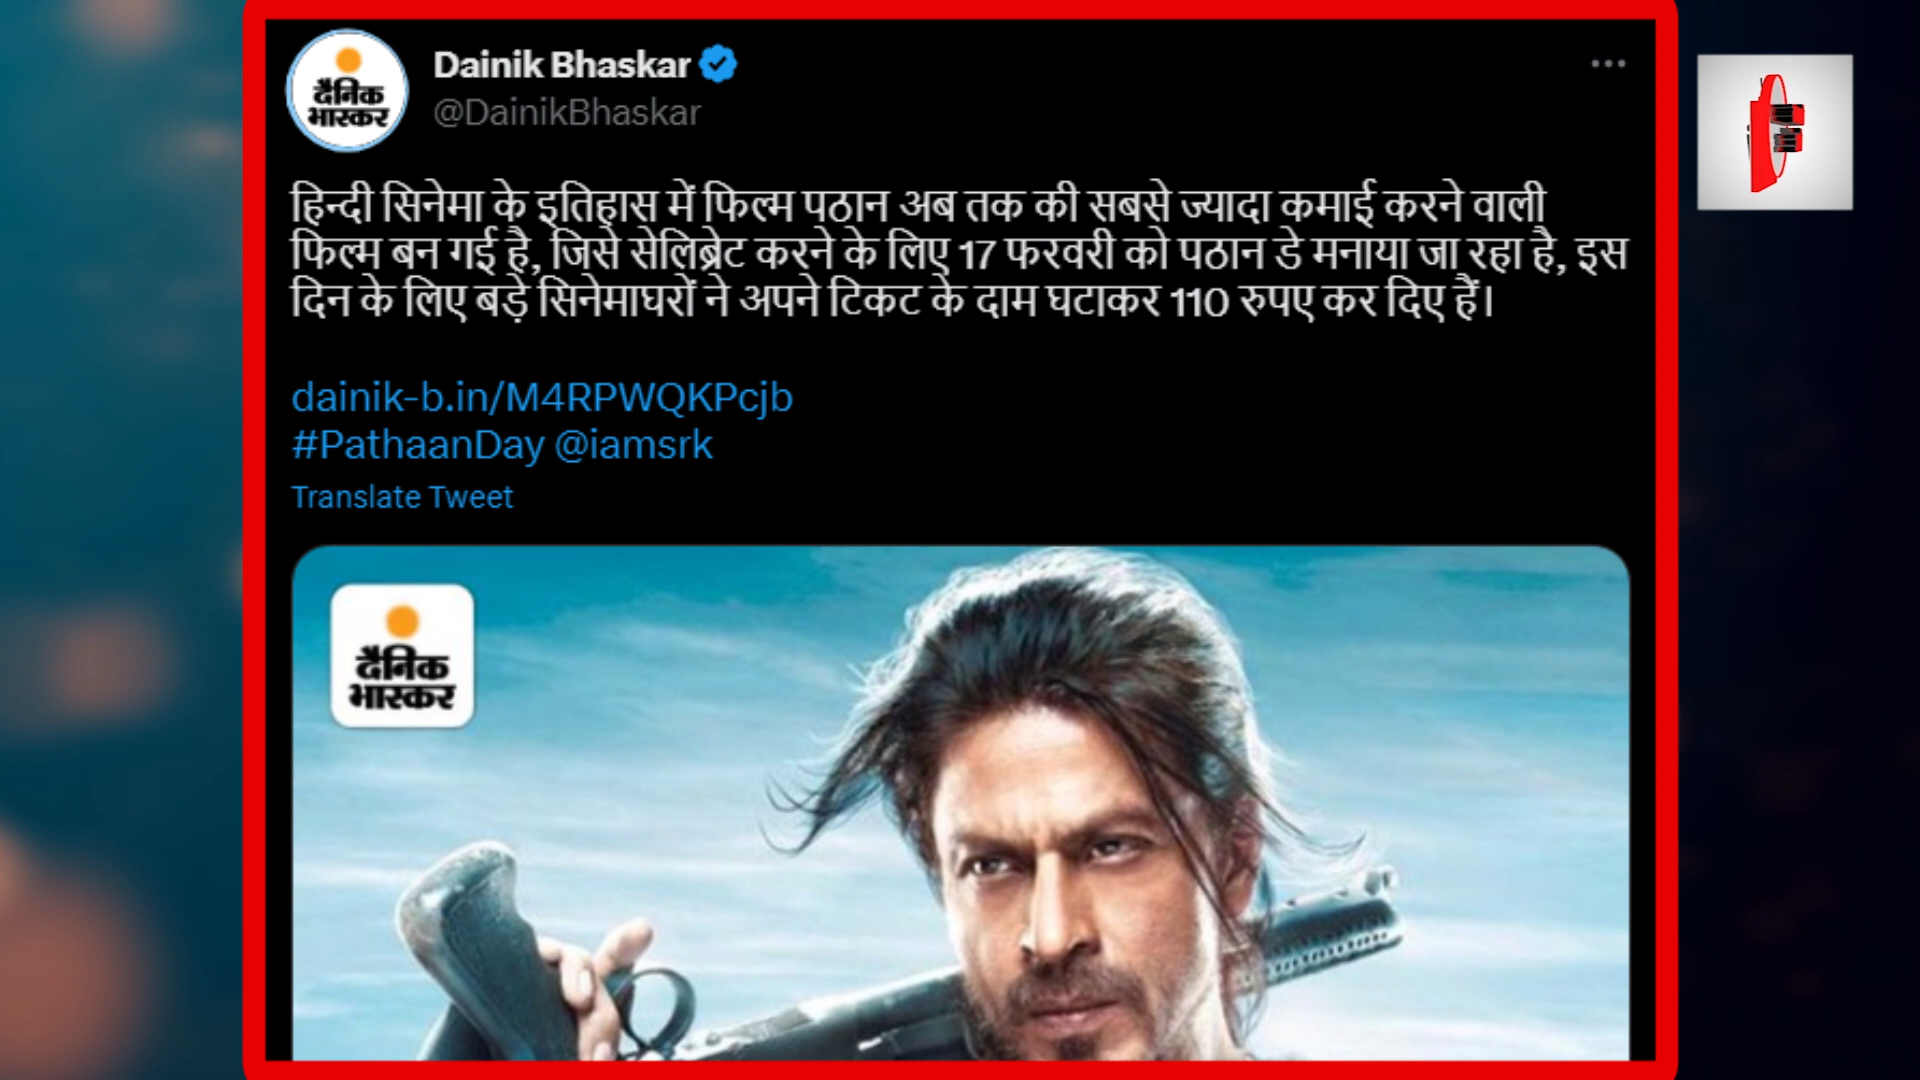 दैनिक
भास्कर
Dainik Bhaskar
@DainikBhaskar
हिन्दी सिनेमा के इतिहास में फिल्म पठान अब तक की सबसे ज्यादा कमाई करने वाली
फिल्म बन गई है, जिसे सेलिब्रेट करने के लिए 17 फरवरी को पठान डे मनाया जा रहा है, इस
दिन के लिए बड़े सिनेमाघरों ने अपने टिकट के दाम घटाकर 110 रुपए कर दिए हैं।
dainik-b.in/M4RPWQKPcjb
#PathaanDay @iamsrk
Translate Tweet
दैनिक
भास्कर